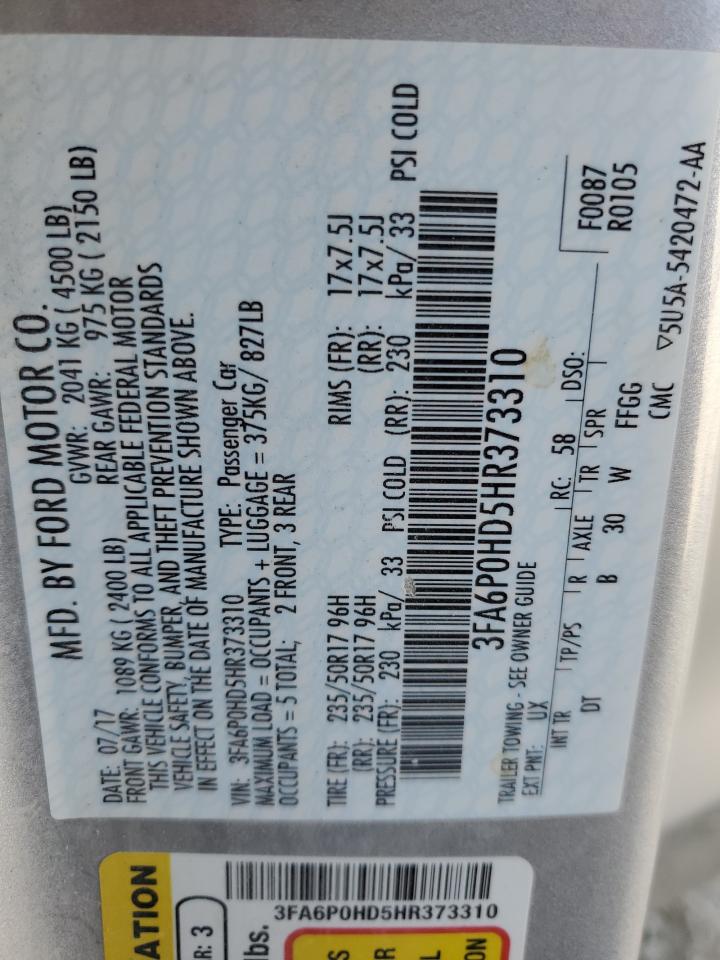 MFD. BY FORD MOTOR CO.
DATE: 07/17 GVWR: 2041 KG ( 4500 LB)
FRONT GAWR: 1089 KG ( 2400 LB) REAR GAWR: 975 KG ( 2150 LB)
THIS VEHICLE CONFORMS TO ALL APPLICABLE FEDERAL MOTOR
VEHICLE SAFETY, BUMPER, AND THEFT PREVENTION STANDARDS
IN EFFECT ON THE DATE OF MANUFACTURE SHOWN ABOVE.
VIN: 3FA6P0HD5HR373310 TYPE: Passenger Car
MAXIMUM LOAD = OCCUPANTS + LUGGAGE = 375KG/ 827LB
OCCUPANTS = 5 TOTAL; 2 FRONT, 3 REAR
TIRE (FR): 235/50R17 96H RIMS (FR): 17x7.5J
(RR): 235/50R17 96H (RR): 17x7.5J
PRESSURE (FR): 230 kPa/ 33 PSI COLD (RR): 230 kPa/ 33 PSI COLD
3FA6P0HD5HR373310
TRAILER TOWING - SEE OWNER GUIDE
EXT PNT: UX RC: 58 DSO:
F0087
R0105
INT TR TP/PS R AXLE TR SPR
DT B 30 W FFGG
CMC ▽5U5A-5420472-AA
ATION
R: 3
3FA6P0HD5HR373310
lbs.
S
R
L
ON